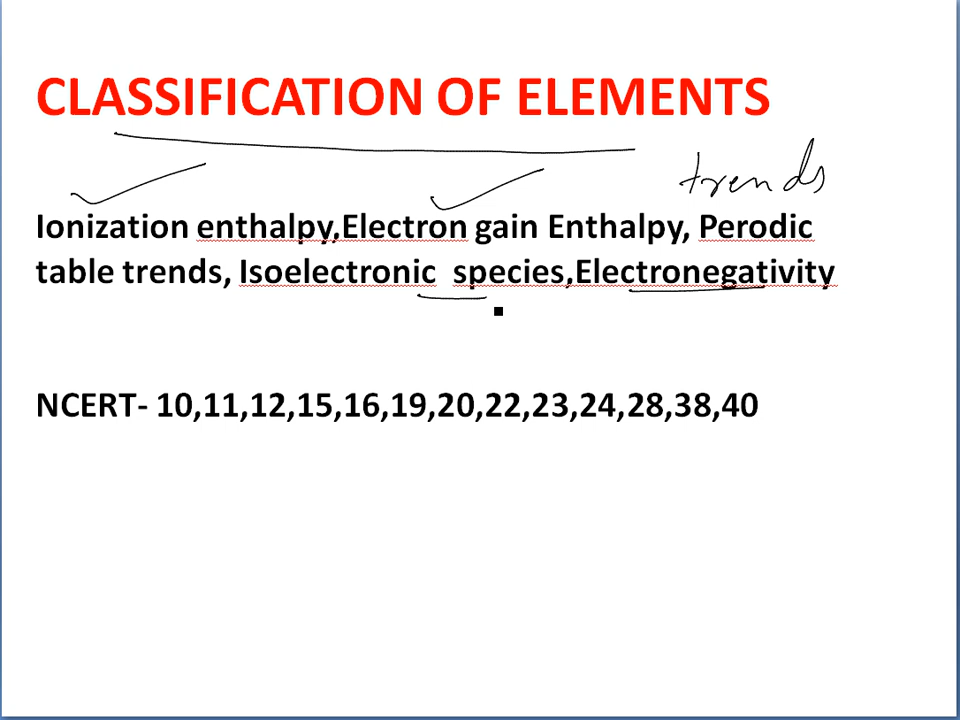 CLASSIFICATION OF ELEMENTS
trends
Ionization enthalpy,Electron gain Enthalpy, Perodic
table trends, Isoelectronic species,Electronegativity
NCERT- 10,11,12,15,16,19,20,22,23,24,28,38,40